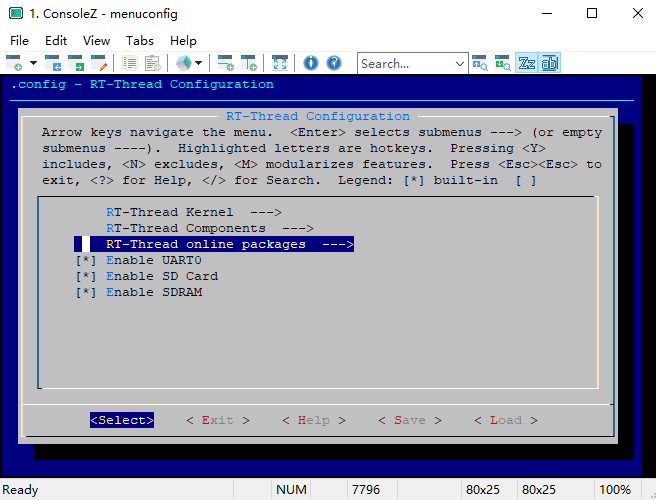 1. ConsoleZ - menuconfig
File Edit View Tabs Help
Search...
.config - RT-Thread Configuration
RT-Thread Configuration
Arrow keys navigate the menu.  <Enter> selects submenus ---> (or empty
submenus ----).  Highlighted letters are hotkeys.  Pressing <Y>
includes, <N> excludes, <M> modularizes features.  Press <Esc><Esc> to
exit, <?> for Help, </> for Search.  Legend: [*] built-in  [ ]
RT-Thread Kernel  --->
RT-Thread Components  --->
RT-Thread online packages  --->
[*] Enable UART0
[*] Enable SD Card
[*] Enable SDRAM
<Select>    < Exit >    < Help >    < Save >    < Load >
Ready NUM 7796 80x25 80x25 100%